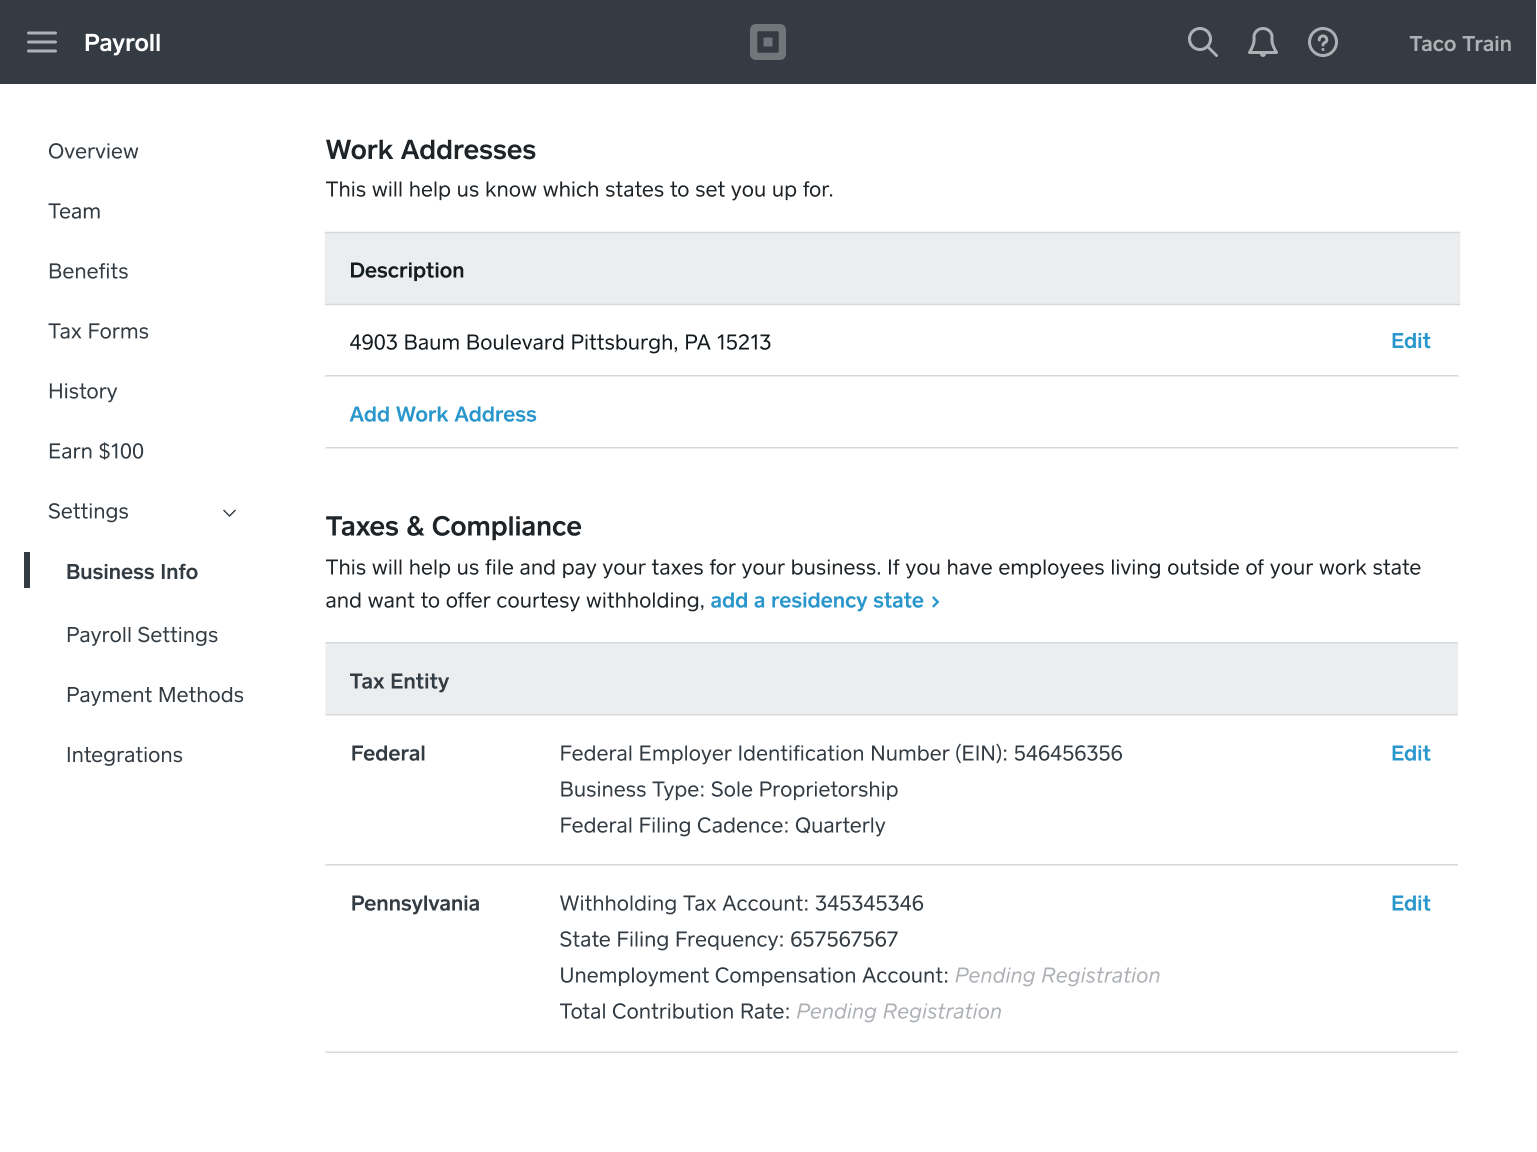 Payroll
Taco Train
Overview
Team
Benefits
Tax Forms
History
Earn $100
Settings
Business Info
Payroll Settings
Payment Methods
Integrations
Work Addresses
This will help us know which states to set you up for.
Description
4903 Baum Boulevard Pittsburgh, PA 15213
Edit
Add Work Address
Taxes & Compliance
This will help us file and pay your taxes for your business. If you have employees living outside of your work state
and want to offer courtesy withholding, add a residency state >
Tax Entity
Federal
Federal Employer Identification Number (EIN): 546456356
Edit
Business Type: Sole Proprietorship
Federal Filing Cadence: Quarterly
Pennsylvania
Withholding Tax Account: 345345346
Edit
State Filing Frequency: 657567567
Unemployment Compensation Account: Pending Registration
Total Contribution Rate: Pending Registration